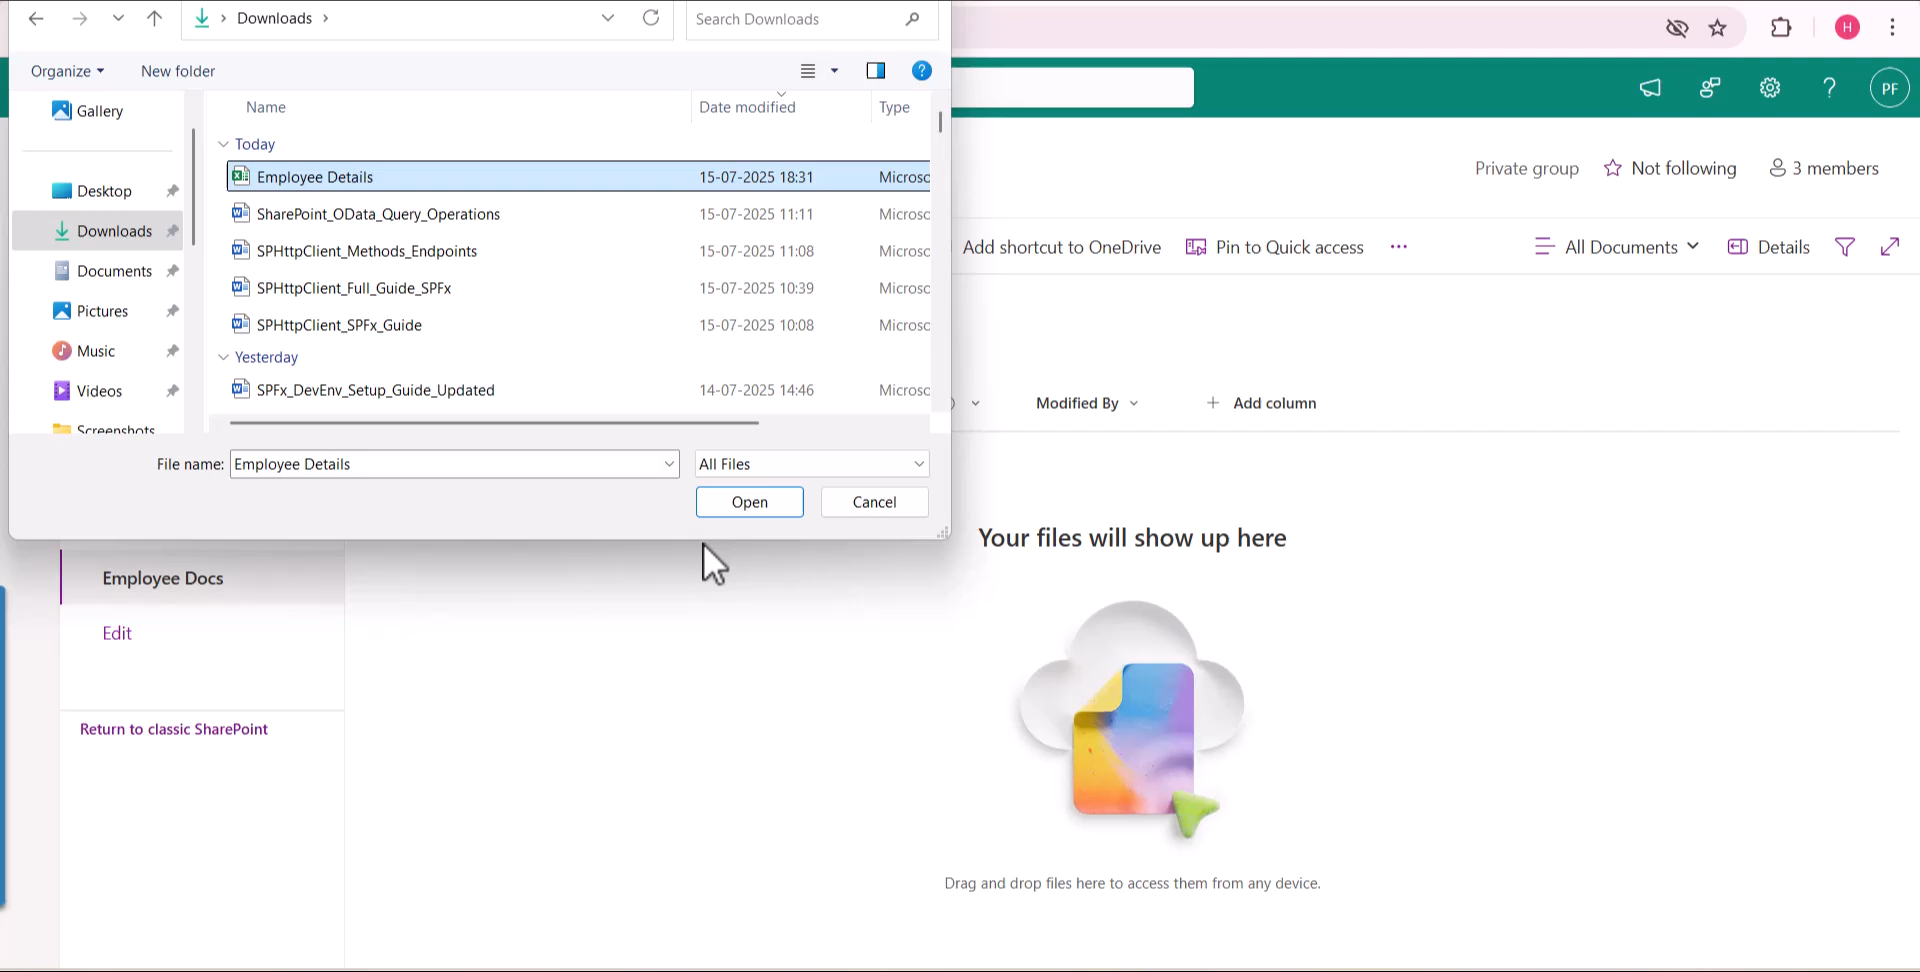 Downloads
Search Downloads
H
Organize
New folder
?
PF
Gallery
Desktop
Downloads
Documents
Pictures
Music
Videos
Screenshots
Name Date modified Type
Today
Employee Details 15-07-2025 18:31 Microsc
SharePoint_OData_Query_Operations 15-07-2025 11:11 Microsc
SPHttpClient_Methods_Endpoints 15-07-2025 11:08 Microsc
SPHttpClient_Full_Guide_SPFx 15-07-2025 10:39 Microsc
SPHttpClient_SPFx_Guide 15-07-2025 10:08 Microsc
Yesterday
SPFx_DevEnv_Setup_Guide_Updated 14-07-2025 14:46 Microsc
File name: Employee Details All Files
Open Cancel
Private group Not following 3 members
Add shortcut to OneDrive Pin to Quick access ... All Documents Details
Modified By + Add column
Your files will show up here
Drag and drop files here to access them from any device.
Employee Docs
Edit
Return to classic SharePoint